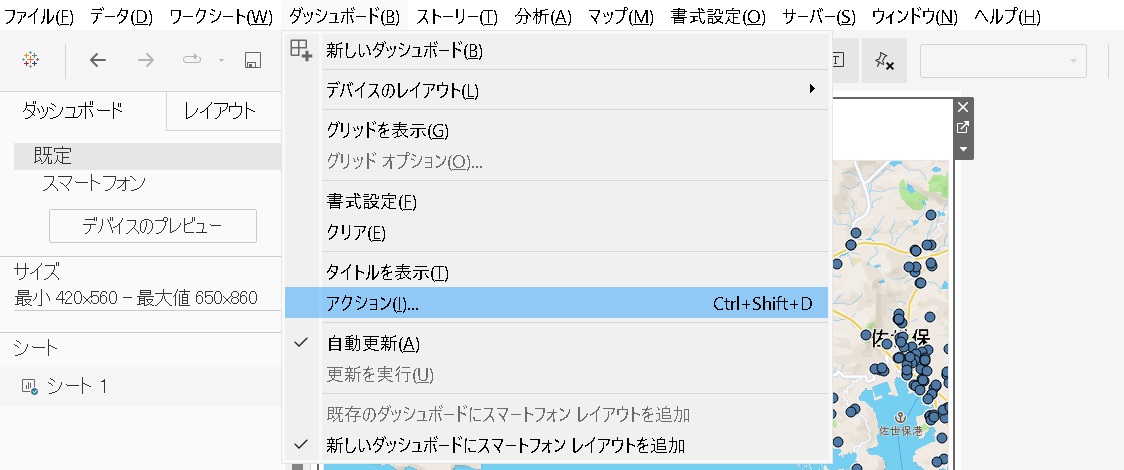 ファイル(F) データ(D) ワークシート(W) ダッシュボード(B) ストーリー(T) 分析(A) マップ(M) 書式設定(O) サーバー(S) ウィンドウ(N) ヘルプ(H)
ダッシュボード レイアウト
既定
スマートフォン
デバイスのプレビュー
サイズ
最小 420x560 – 最大値 650x860
シート
シート 1
新しいダッシュボード(B)
デバイスのレイアウト(L)
グリッドを表示(G)
グリッド オプション(O)...
書式設定(F)
クリア(E)
タイトルを表示(T)
アクション(I)... Ctrl+Shift+D
自動更新(A)
更新を実行(U)
既存のダッシュボードにスマートフォン レイアウトを追加
新しいダッシュボードにスマートフォン レイアウトを追加
T
佐世保
佐世保港